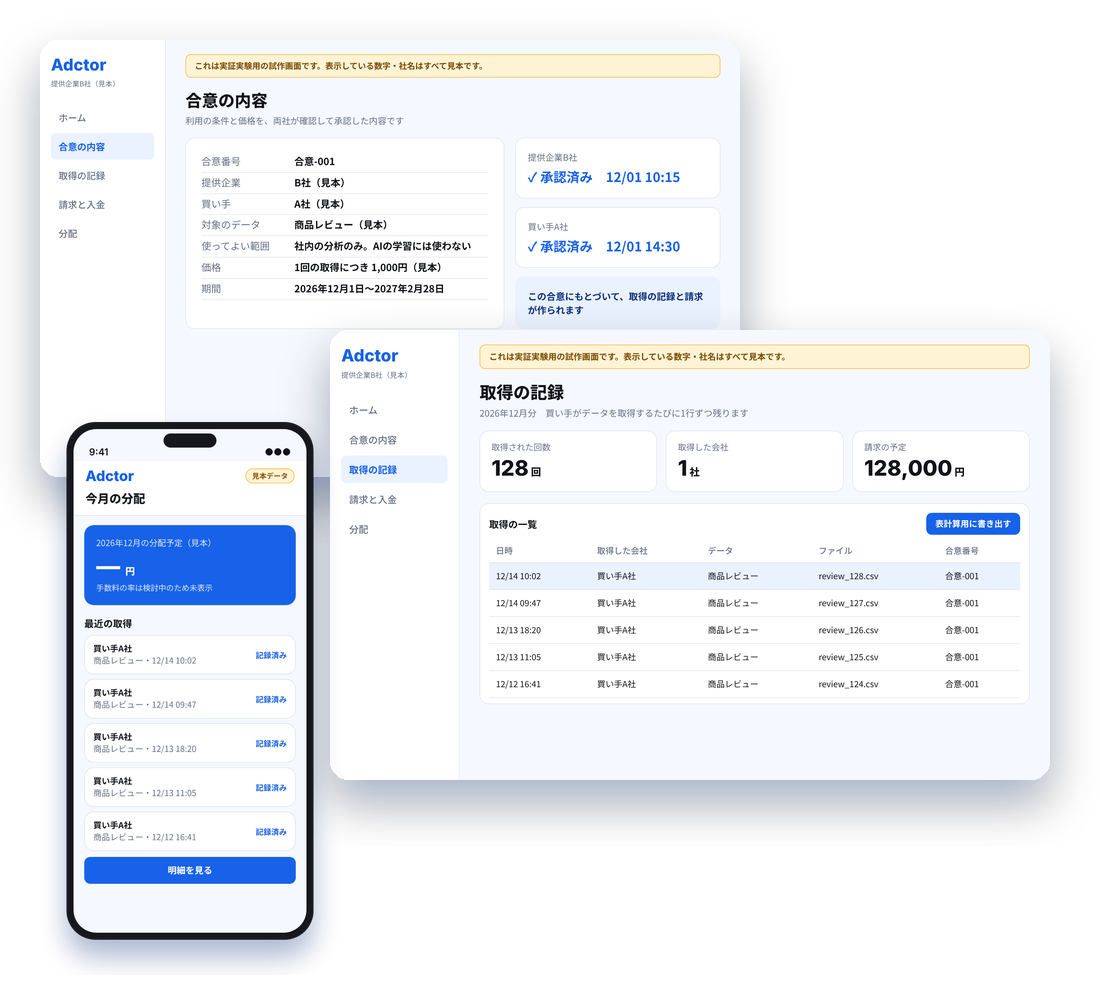 Adctor
提供企業B社（見本）
ホーム
合意の内容
取得の記録
請求と入金
分配
これは実証実験用の試作画面です。表示している数字・社名はすべて見本です。
合意の内容
利用の条件と価格を、両社が確認して承認した内容です
合意番号 合意-001
提供企業 B社（見本）
買い手 A社（見本）
対象のデータ 商品レビュー（見本）
使ってよい範囲 社内の分析のみ。AIの学習には使わない
価格 1回の取得につき 1,000円（見本）
期間 2026年12月1日〜2027年2月28日
提供企業B社
✓ 承認済み 12/01 10:15
買い手A社
✓ 承認済み 12/01 14:30
この合意にもとづいて、取得の記録と請求
が作られます
Adctor
提供企業B社（見本）
ホーム
合意の内容
取得の記録
請求と入金
分配
これは実証実験用の試作画面です。表示している数字・社名はすべて見本です。
取得の記録
2026年12月分 買い手がデータを取得するたびに1行ずつ残ります
取得された回数
128 回
取得した会社
1 社
請求の予定
128,000 円
取得の一覧
表計算用に書き出す
日時 取得した会社 データ ファイル 合意番号
12/14 10:02 買い手A社 商品レビュー review_128.csv 合意-001
12/14 09:47 買い手A社 商品レビュー review_127.csv 合意-001
12/13 18:20 買い手A社 商品レビュー review_126.csv 合意-001
12/13 11:05 買い手A社 商品レビュー review_125.csv 合意-001
12/12 16:41 買い手A社 商品レビュー review_124.csv 合意-001
9:41
Adctor
見本データ
今月の分配
2026年12月の分配予定（見本）
— 円
手数料の率は検討中のため未表示
最近の取得
買い手A社
商品レビュー・12/14 10:02
記録済み
買い手A社
商品レビュー・12/14 09:47
記録済み
買い手A社
商品レビュー・12/13 18:20
記録済み
買い手A社
商品レビュー・12/13 11:05
記録済み
買い手A社
商品レビュー・12/12 16:41
記録済み
明細を見る